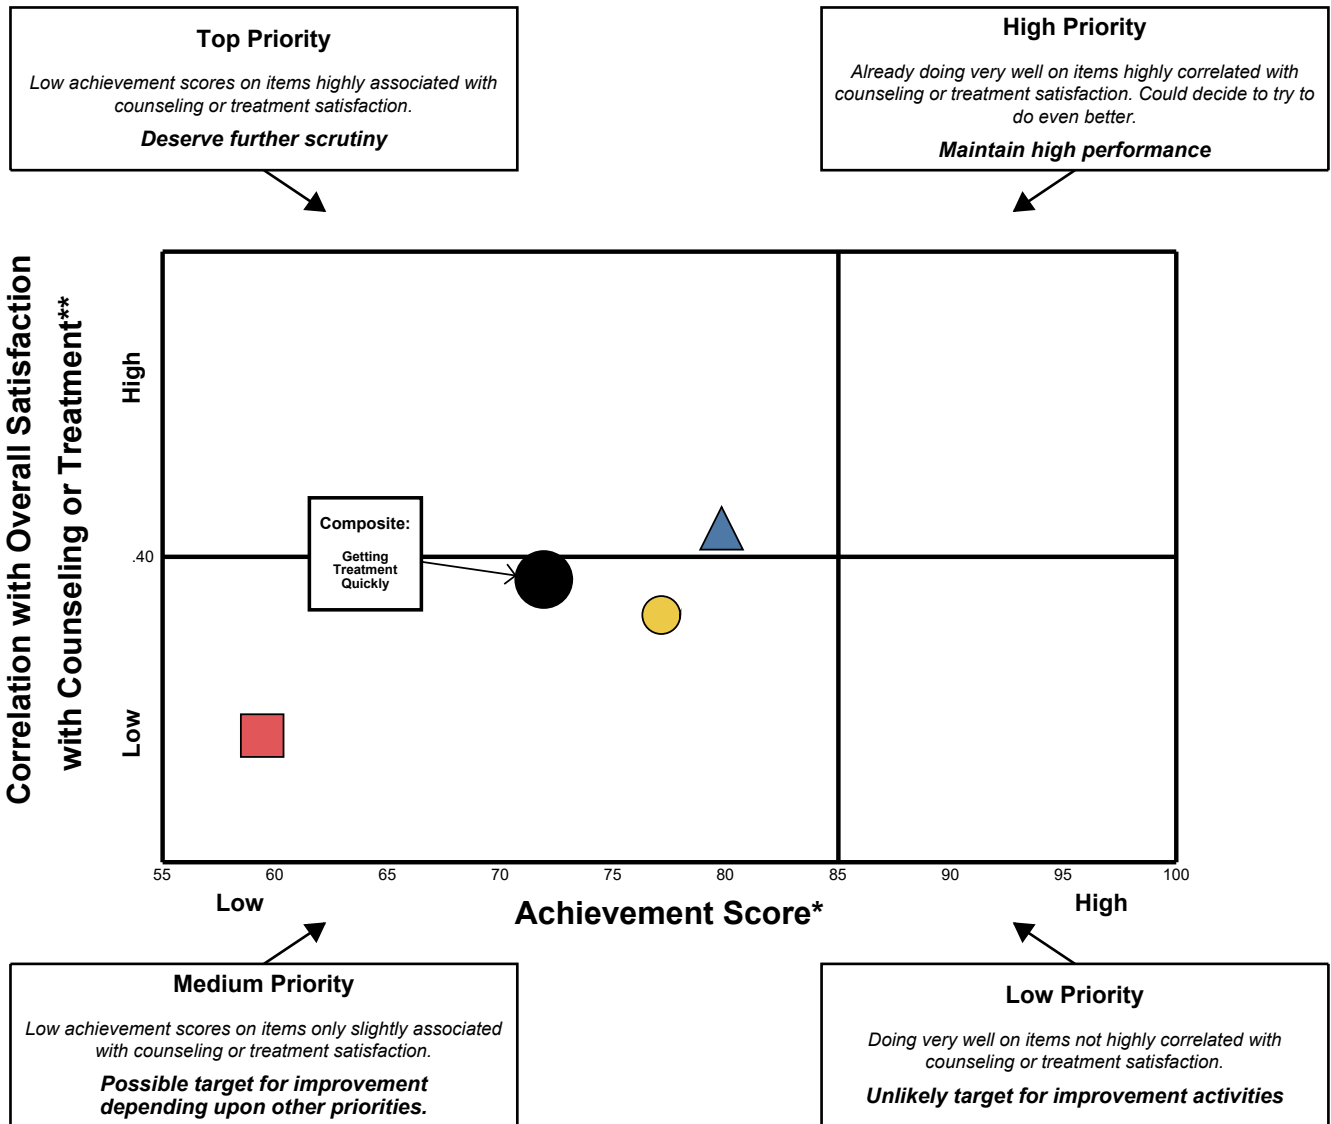 Top Priority
Low achievement scores on items highly associated with
counseling or treatment satisfaction.
Deserve further scrutiny
High Priority
Already doing very well on items highly correlated with
counseling or treatment satisfaction. Could decide to try to
do even better.
Maintain high performance
Correlation with Overall Satisfaction
with Counseling or Treatment**
High
.40
Low
Composite:
Getting
Treatment
Quickly
55 60 65 70 75 80 85 90 95 100
Low
Achievement Score*
High
Medium Priority
Low achievement scores on items only slightly associated
with counseling or treatment satisfaction.
Possible target for improvement
depending upon other priorities.
Low Priority
Doing very well on items not highly correlated with
counseling or treatment satisfaction.
Unlikely target for improvement activities